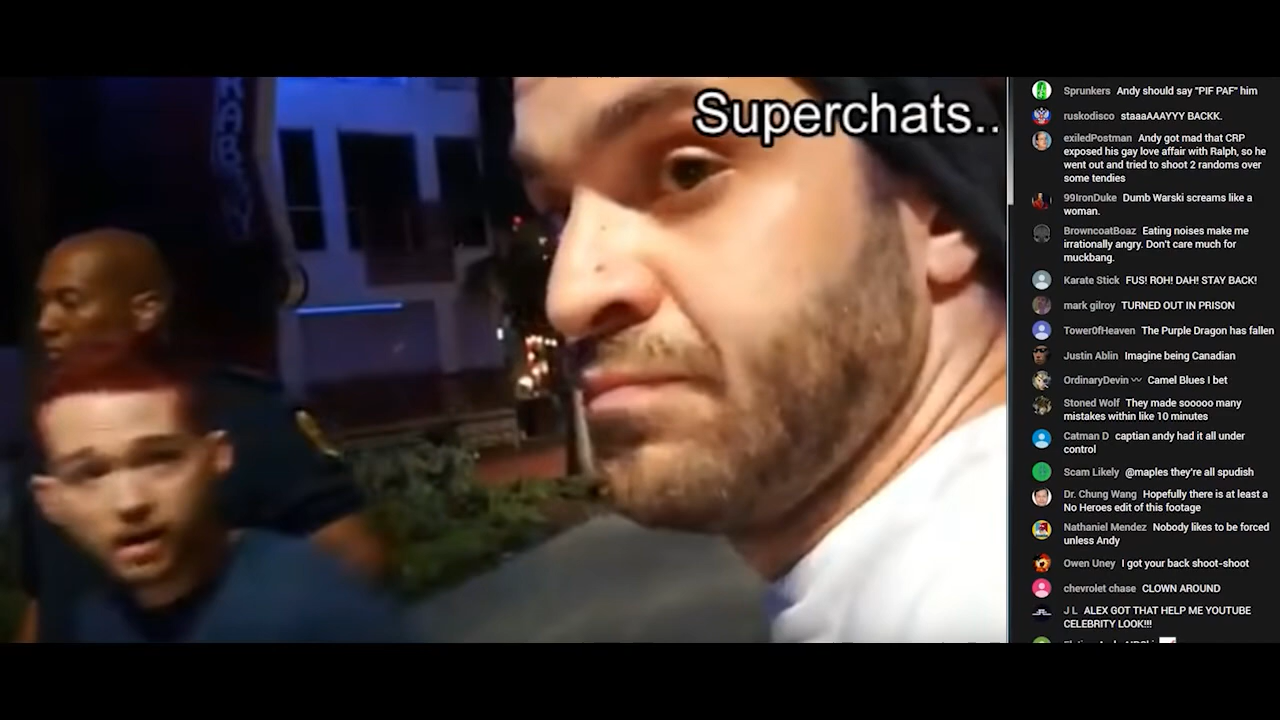 Superchats..
Sprunkers Andy should say "PIF PAF" him
ruskodisco staaaAAAYYY BACKK.
exiledPostman Andy got mad that CRP
exposed his gay love affair with Ralph, so he
went out and tried to shoot 2 randoms over
some tendies
99IronDuke Dumb Warski screams like a
woman.
BrowncoatBoaz Eating noises make me
irrationally angry. Don't care much for
muckbang.
Karate Stick FUS! ROH! DAH! STAY BACK!
mark gilroy TURNED OUT IN PRISON
TowerOfHeaven The Purple Dragon has fallen
Justin Ablin Imagine being Canadian
OrdinaryDevin 〰 Camel Blues I bet
Stoned Wolf They made sooooo many
mistakes within like 10 minutes
Catman D captian andy had it all under
control
Scam Likely @maples they're all spudish
Dr. Chung Wang Hopefully there is at least a
No Heroes edit of this footage
Nathaniel Mendez Nobody likes to be forced
unless Andy
Owen Uney I got your back shoot-shoot
chevrolet chase CLOWN AROUND
J L ALEX GOT THAT HELP ME YOUTUBE
CELEBRITY LOOK!!!